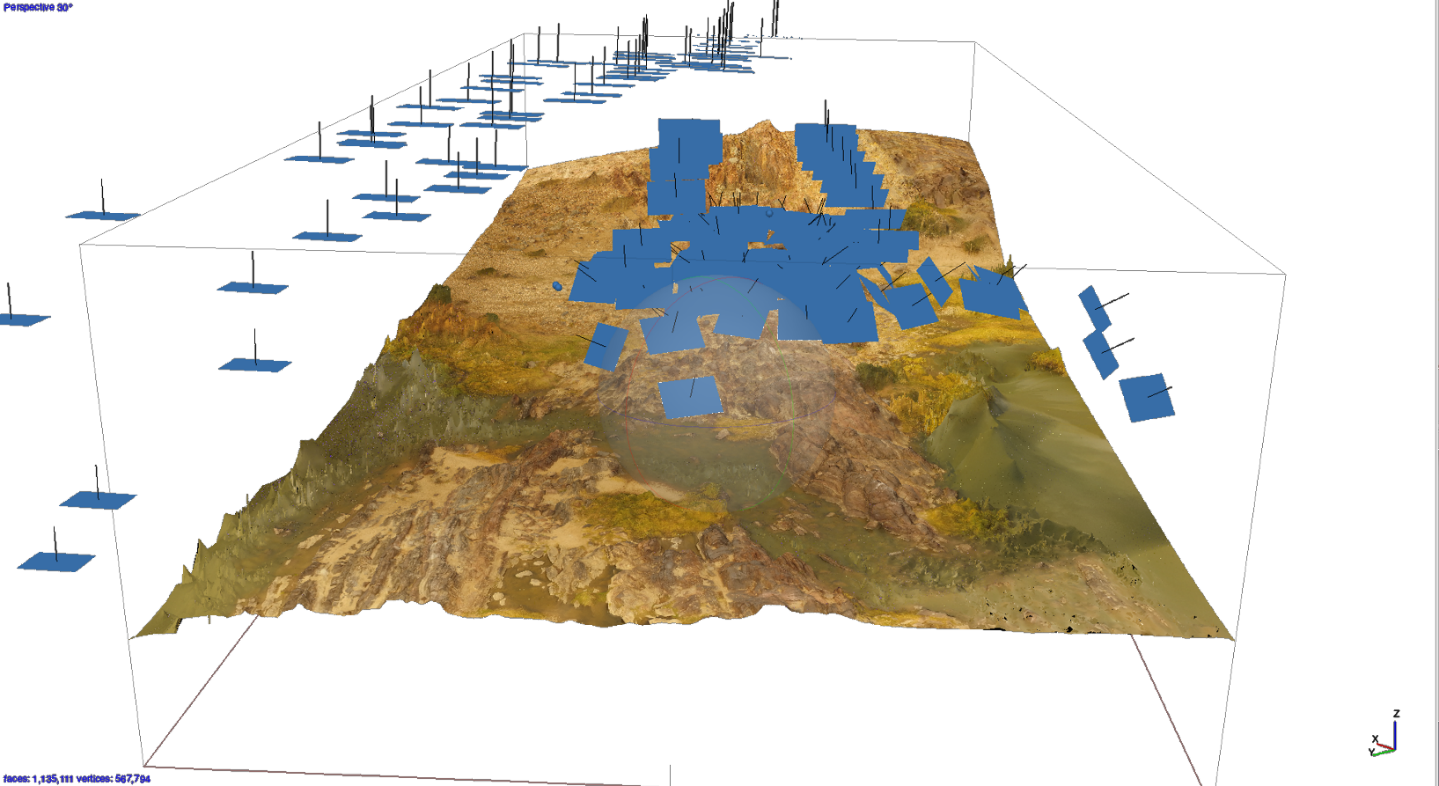 Perspective 30°
Z
X
Y
faces: 1,135,111 vertices: 567,794